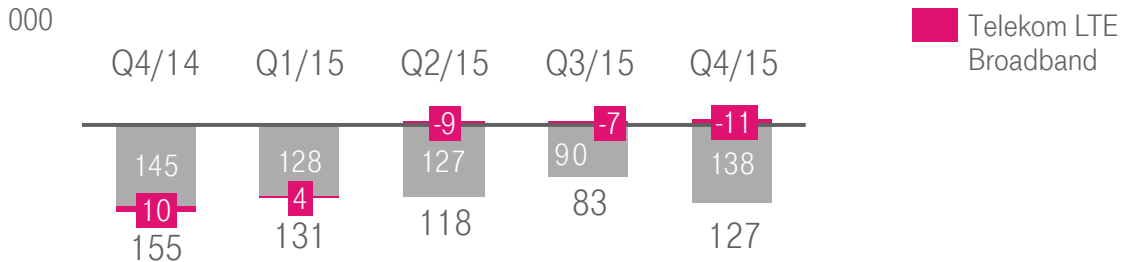 000
Telekom LTE
Broadband
Q4/14 Q1/15 Q2/15 Q3/15 Q4/15
-9 -7 -11
145 128 127 90 138
10 4
155 131 118 83 127